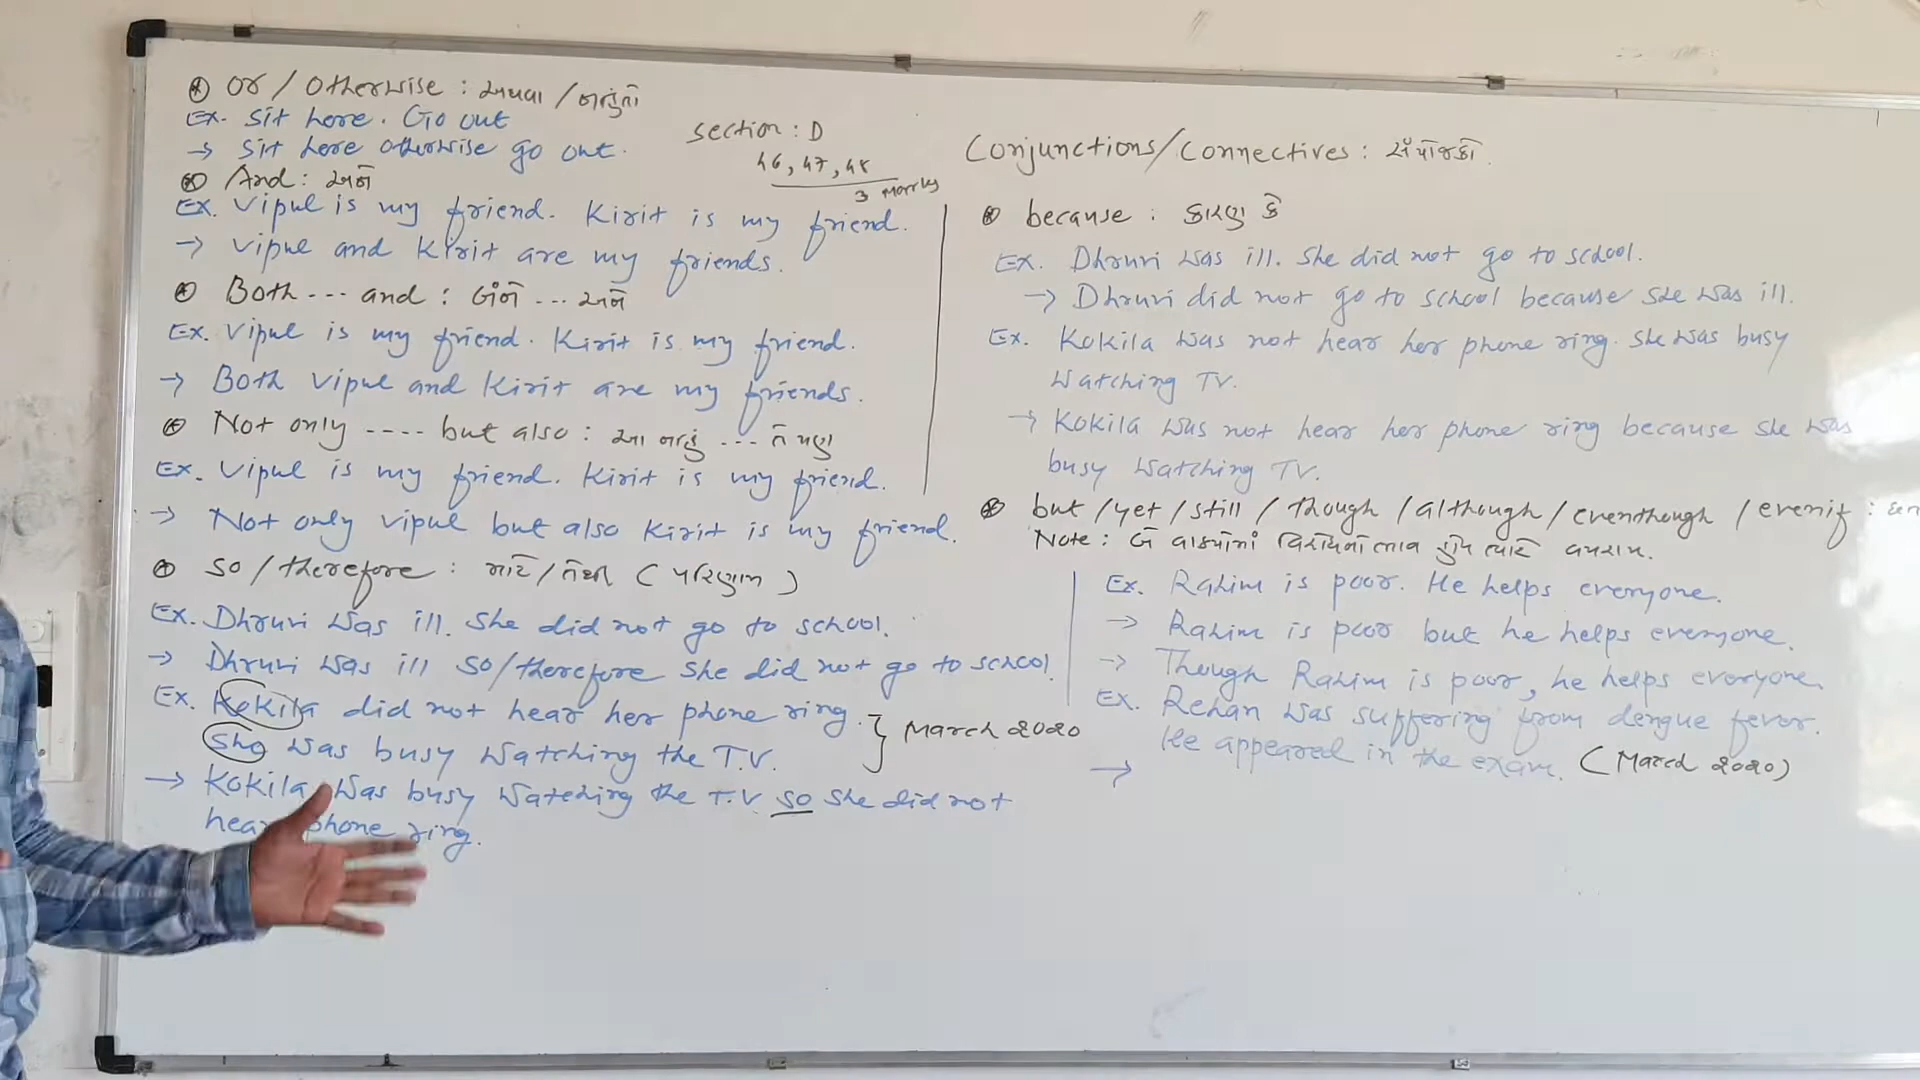 or / otherwise : અથવા / નહીંતો
Ex. Sit here. Go out
→ Sit here otherwise go out.
And : અને
Ex. Vipul is my friend. Kirit is my friend.
→ Vipul and Kirit are my friends.
Both --- and : બંને --- અને
Ex. Vipul is my friend. Kirit is my friend.
→ Both Vipul and Kirit are my friends.
Not only ---- but also : આ નહીં --- તે પણ
Ex. Vipul is my friend. Kirit is my friend.
→ Not only Vipul but also Kirit is my friend.
so / therefore : માટે / તેથી ( પરિણામ )
Ex. Dhruvi was ill. She did not go to school.
→ Dhruvi was ill so/therefore she did not go to school.
Ex. Kokila did not hear her phone ring. } March 2020
She was busy watching the T.V.
→ Kokila was busy watching the T.V so she did not
hear phone ring.
Section : D
46, 47, 48
3 Marks
Conjunctions/Connectives : સંયોજકો.
because : કારણ કે
Ex. Dhruvi was ill. She did not go to school.
→ Dhruvi did not go to school because she was ill.
Ex. Kokila was not hear her phone ring. She was busy
watching TV.
→ Kokila was not hear her phone ring because she was
busy watching TV.
but / yet / still / though / although / eventhough / evenif :
Note : બે વાક્યોમાં વિરોધનો ભાવ હોય ત્યારે વપરાય.
Ex. Rahim is poor. He helps everyone.
→ Rahim is poor but he helps everyone.
→ Though Rahim is poor, he helps everyone.
Ex. Rehan was suffering from dengue fever.
He appeared in the exam. (March 2020)
→